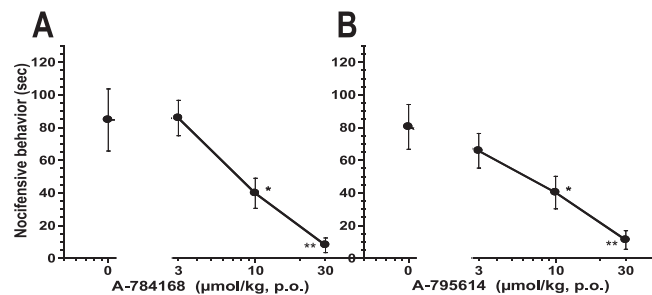 A
B
Nocifensive behavior (sec)
120
100
80
60
40
20
0
120
100
80
60
40
20
0
*
**
*
**
0 3 10 30
0 3 10 30
A-784168 (µmol/kg, p.o.)
A-795614 (µmol/kg, p.o.)